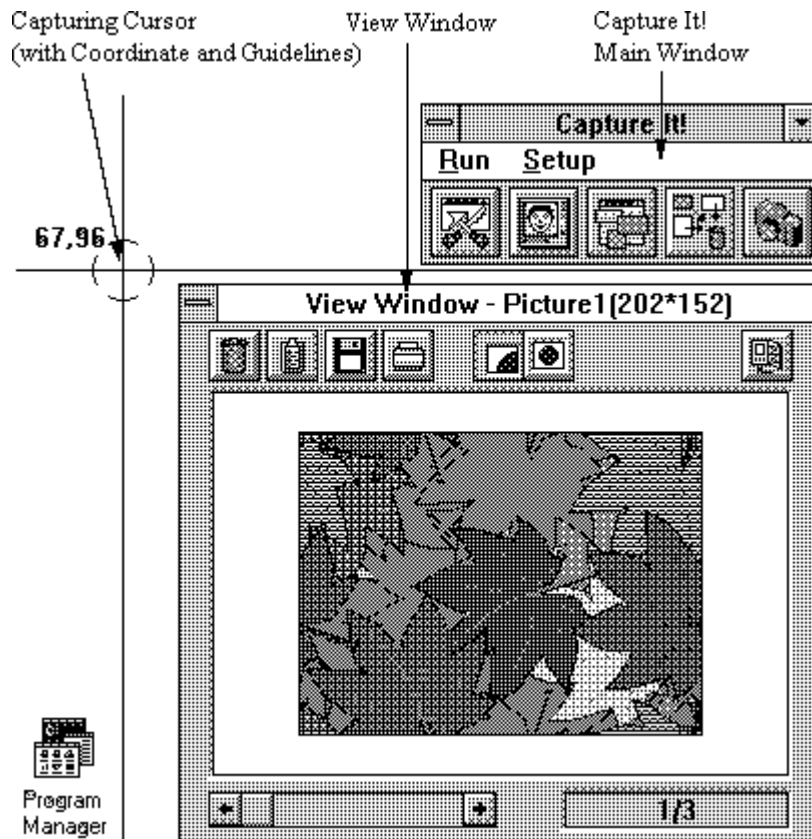 Capturing Cursor
(with Coordinate and Guidelines)
View Window
Capture It!
Main Window
Capture It!
Run Setup
67,96
View Window - Picture1(202*152)
1/3
Program
Manager